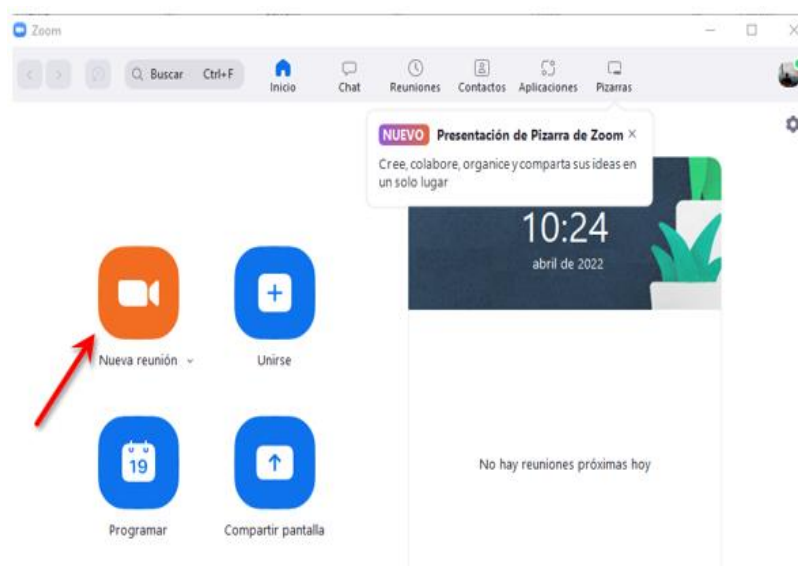 Zoom
Buscar Ctrl+F
Inicio
Chat
Reuniones
Contactos
Aplicaciones
Pizarras
NUEVO Presentación de Pizarra de Zoom
Cree, colabore, organice y comparta sus ideas en
un solo lugar
10:24
abril de 2022
Nueva reunión
Unirse
19
Programar
Compartir pantalla
No hay reuniones próximas hoy